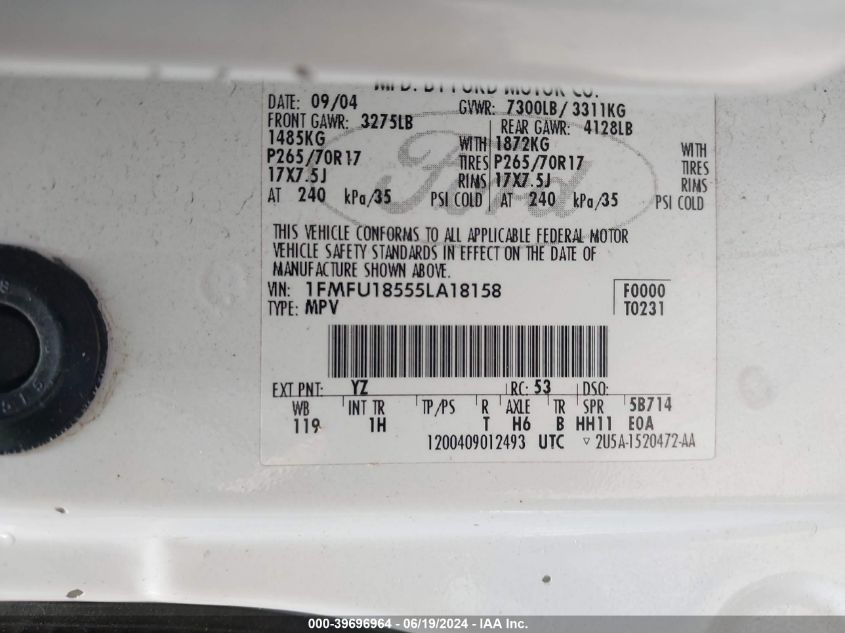 MFD. BY FORD MOTOR CO.
DATE: 09/04 GVWR: 7300LB/ 3311KG
FRONT GAWR: 3275LB REAR GAWR: 4128LB
1485KG WITH 1872KG WITH
P265/70R17 TIRES P265/70R17 TIRES
17X7.5J RIMS 17X7.5J RIMS
AT 240 kPa/35 PSI COLD AT 240 kPa/35 PSI COLD
Ford
THIS VEHICLE CONFORMS TO ALL APPLICABLE FEDERAL MOTOR
VEHICLE SAFETY STANDARDS IN EFFECT ON THE DATE OF
MANUFACTURE SHOWN ABOVE.
VIN: 1FMFU18555LA18158 F0000
TYPE: MPV T0231
EXT PNT: YZ RC: 53 DSO:
WB INT TR TP/PS R AXLE TR SPR 5B714
119 1H T H6 B HH11 E0A
1200409012493 UTC ▿ 2U5A-1520472-AA
000-39696964 - 06/19/2024 - IAA Inc.